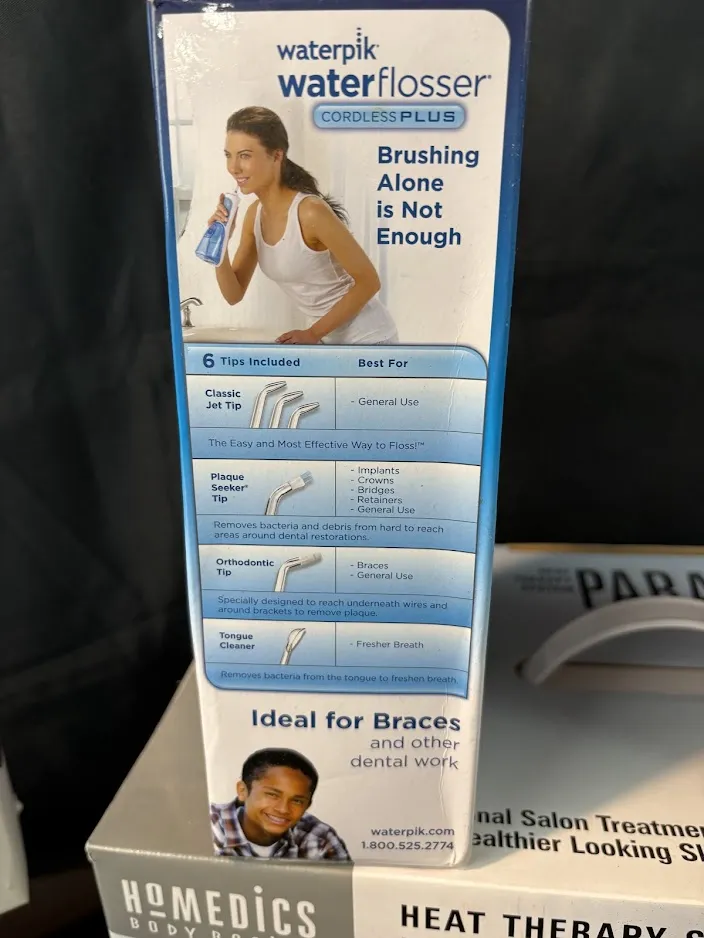 waterpik®
waterflosser®
CORDLESS PLUS
Brushing
Alone
is Not
Enough
6 Tips Included
Best For
Classic
Jet Tip
- General Use
The Easy and Most Effective Way to Floss!™
Plaque
Seeker®
Tip
- Implants
- Crowns
- Bridges
- Retainers
- General Use
Removes bacteria and debris from hard to reach
areas around dental restorations.
Orthodontic
Tip
- Braces
- General Use
Specially designed to reach underneath wires and
around brackets to remove plaque.
Tongue
Cleaner
- Fresher Breath
Removes bacteria from the tongue to freshen breath.
Ideal for Braces
and other
dental work
waterpik.com
1.800.525.2774
PARA
nal Salon Treatme
ealthier Looking S
HoMEDiCS
BODY
HEAT THERAPY